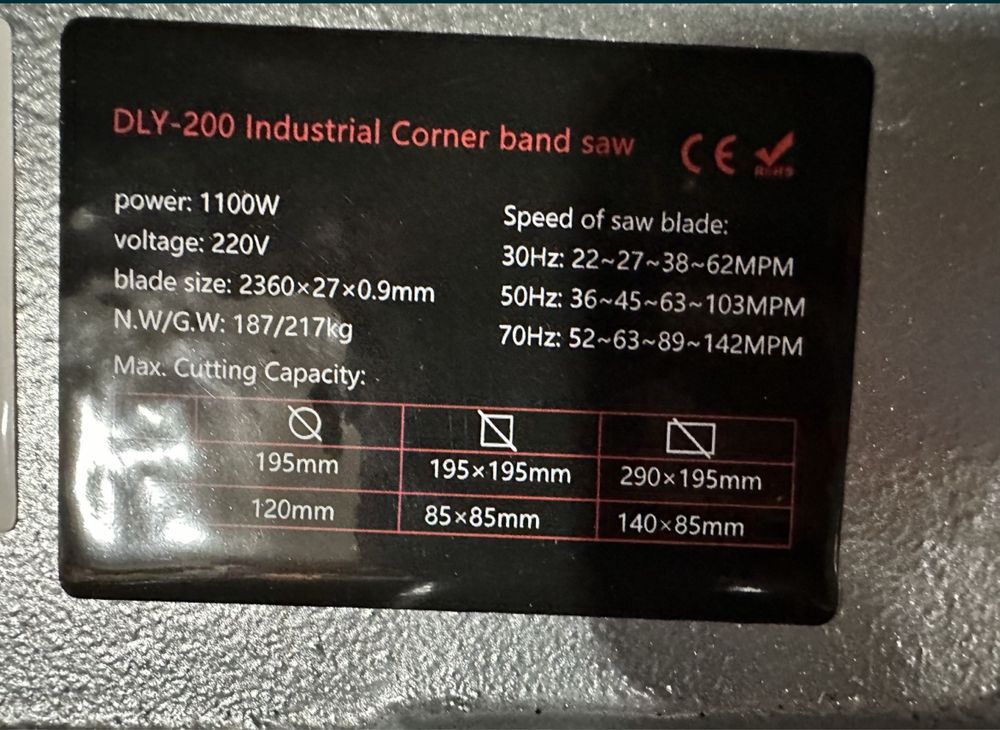 DLY-200 Industrial Corner band saw
CE RoHS
power: 1100W
voltage: 220V
blade size: 2360×27×0.9mm
N.W/G.W: 187/217kg
Speed of saw blade:
30Hz: 22~27~38~62MPM
50Hz: 36~45~63~103MPM
70Hz: 52~63~89~142MPM
Max. Cutting Capacity:
195mm 195×195mm 290×195mm
120mm 85×85mm 140×85mm